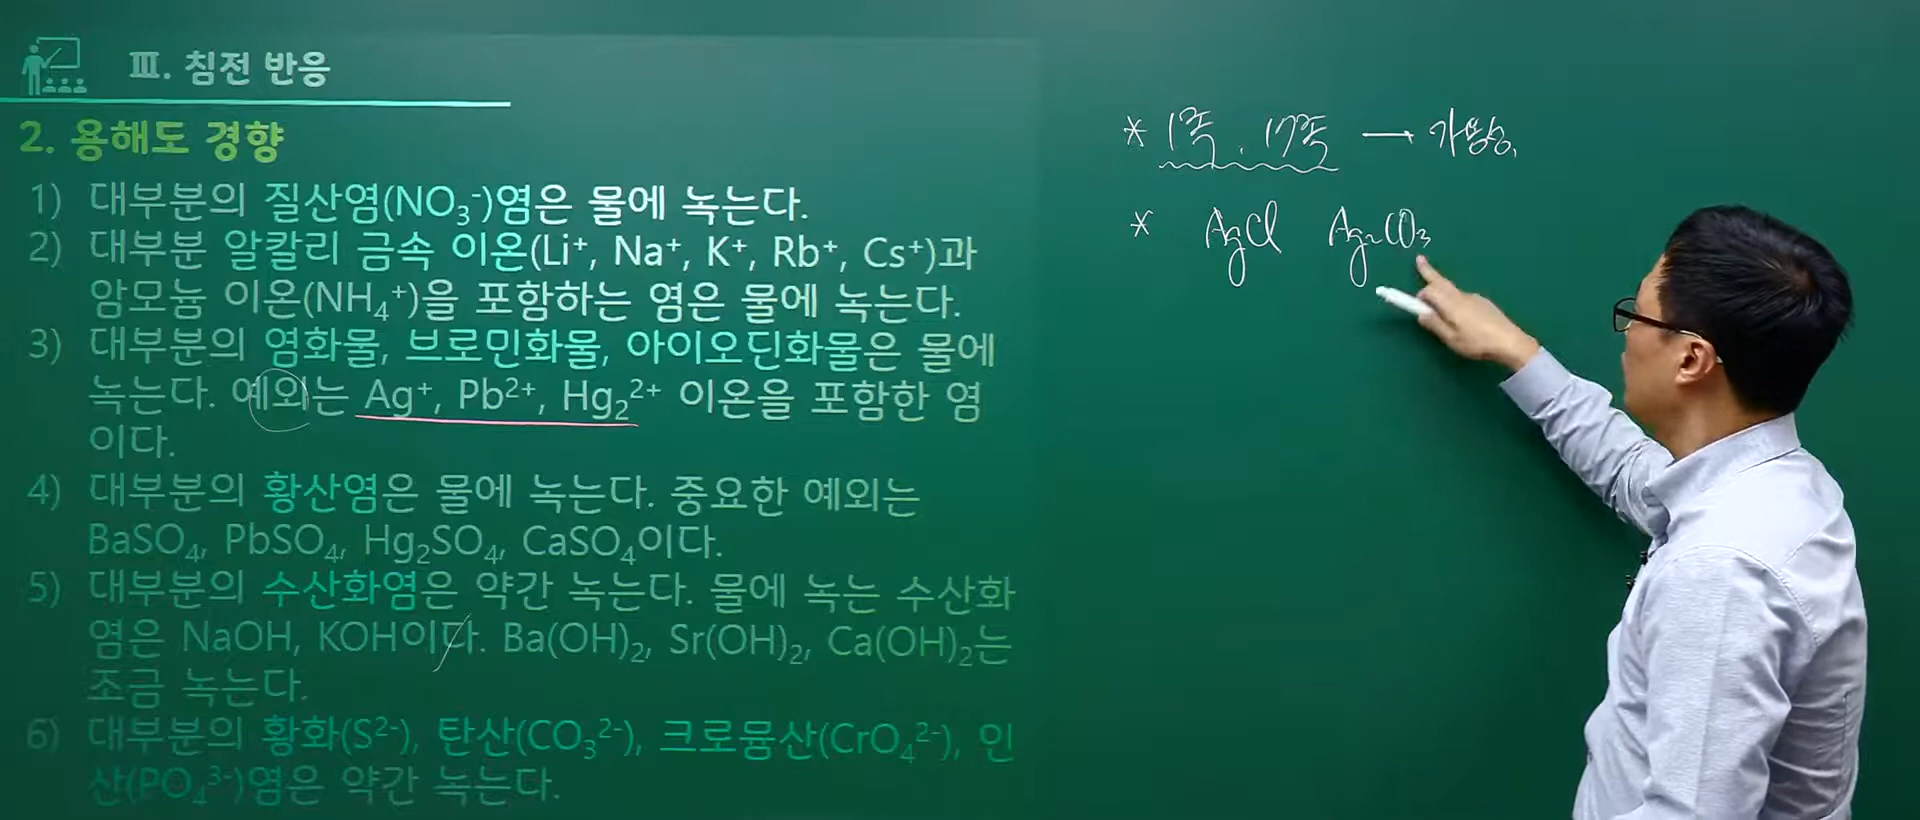 Ⅲ. 침전 반응
2. 용해도 경향
1) 대부분의 질산염(NO₃⁻)염은 물에 녹는다.
2) 대부분 알칼리 금속 이온(Li⁺, Na⁺, K⁺, Rb⁺, Cs⁺)과
암모늄 이온(NH₄⁺)을 포함하는 염은 물에 녹는다.
3) 대부분의 염화물, 브로민화물, 아이오딘화물은 물에
녹는다. 예외는 Ag⁺, Pb²⁺, Hg₂²⁺ 이온을 포함한 염
이다.
4) 대부분의 황산염은 물에 녹는다. 중요한 예외는
BaSO₄, PbSO₄, Hg₂SO₄, CaSO₄이다.
5) 대부분의 수산화염은 약간 녹는다. 물에 녹는 수산화
염은 NaOH, KOH이다. Ba(OH)₂, Sr(OH)₂, Ca(OH)₂는
조금 녹는다.
6) 대부분의 황화(S²⁻), 탄산(CO₃²⁻), 크로뮴산(CrO₄²⁻), 인
산(PO₄³⁻)염은 약간 녹는다.
* 1족, 17족 → 가용성,
* AgCl Ag₂CO₃